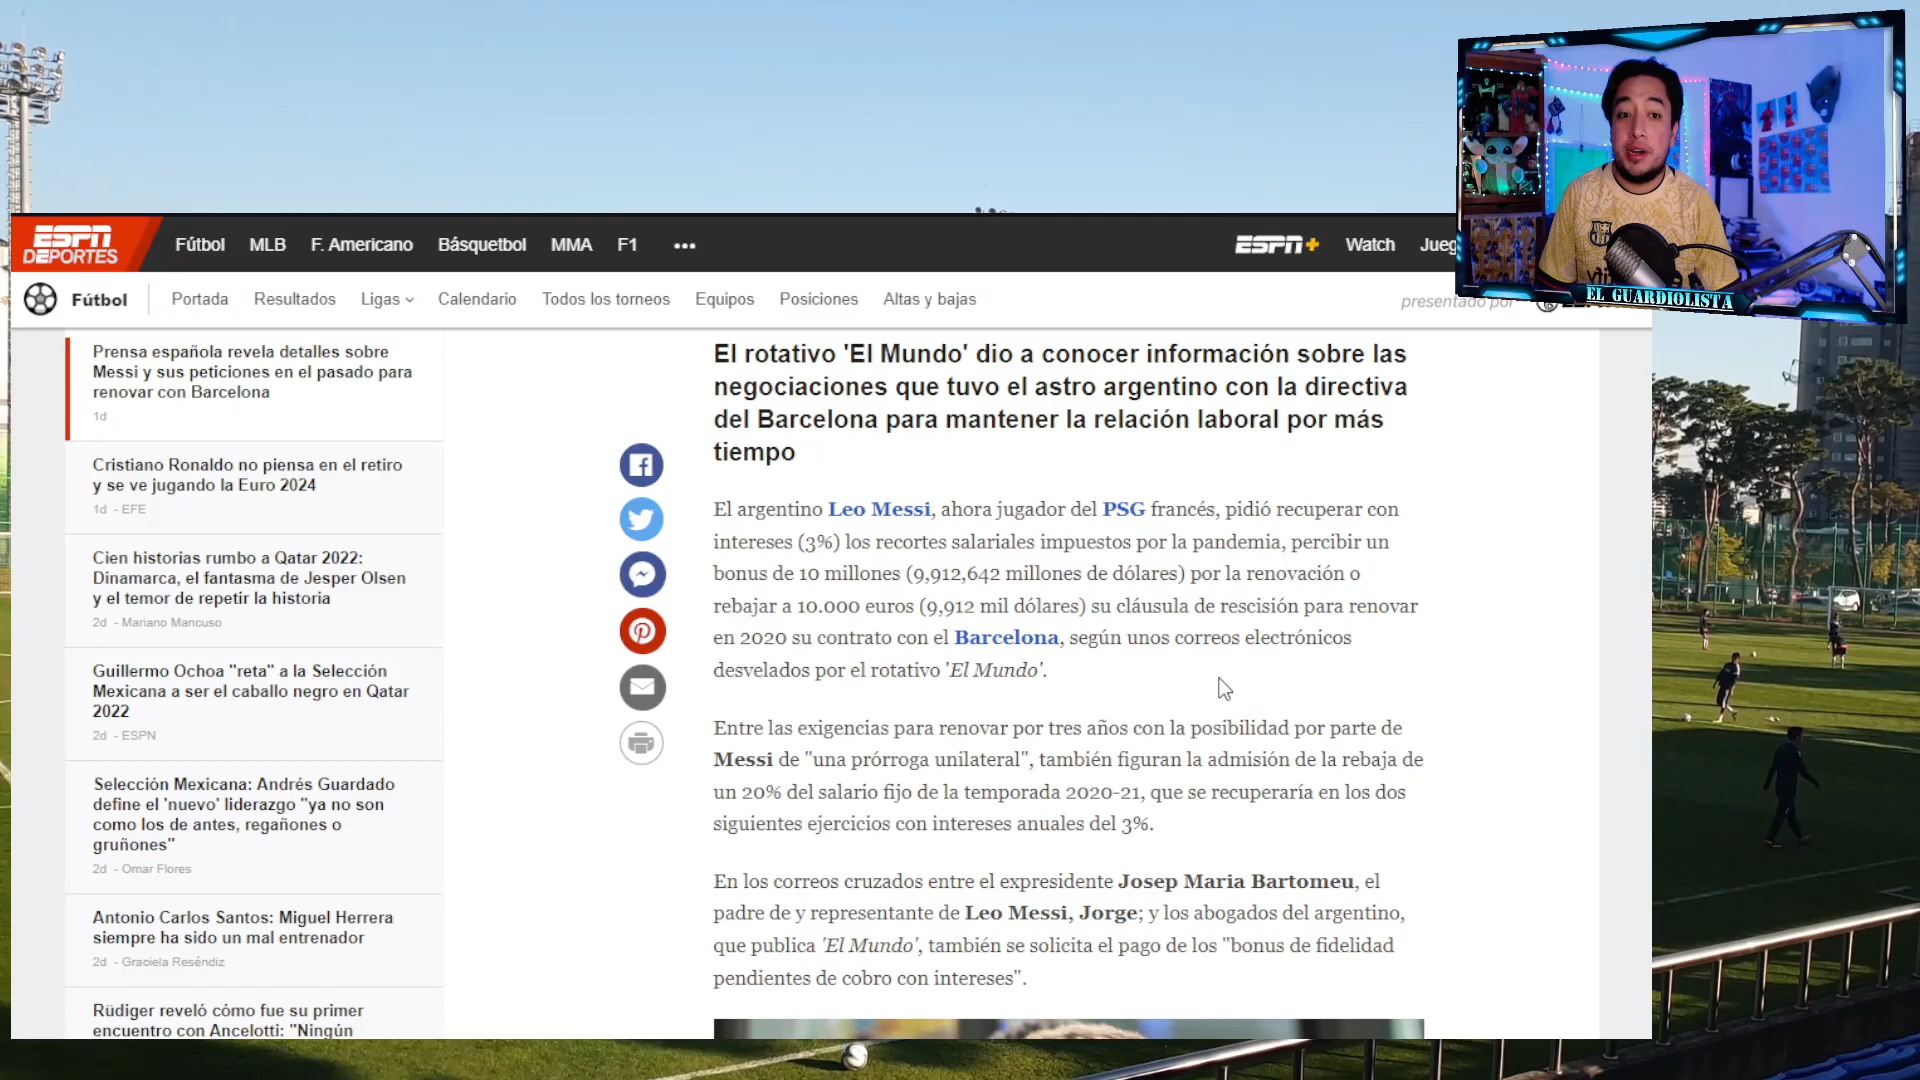 ESPN
DEPORTES
Fútbol
MLB
F. Americano
Básquetbol
MMA
F1
ESPN+
Watch
Fútbol
Portada
Resultados
Ligas
Calendario
Todos los torneos
Equipos
Posiciones
Altas y bajas
presentado por
EL GUARDIOLISTA
Prensa española revela detalles sobre
Messi y sus peticiones en el pasado para
renovar con Barcelona
1d
Cristiano Ronaldo no piensa en el retiro
y se ve jugando la Euro 2024
1d - EFE
Cien historias rumbo a Qatar 2022:
Dinamarca, el fantasma de Jesper Olsen
y el temor de repetir la historia
2d - Mariano Mancuso
Guillermo Ochoa "reta" a la Selección
Mexicana a ser el caballo negro en Qatar
2022
2d - ESPN
Selección Mexicana: Andrés Guardado
define el 'nuevo' liderazgo "ya no son
como los de antes, regañones o
gruñones"
2d - Omar Flores
Antonio Carlos Santos: Miguel Herrera
siempre ha sido un mal entrenador
2d - Graciela Reséndiz
Rüdiger reveló cómo fue su primer
encuentro con Ancelotti: "Ningún
El rotativo 'El Mundo' dio a conocer información sobre las
negociaciones que tuvo el astro argentino con la directiva
del Barcelona para mantener la relación laboral por más
tiempo
El argentino Leo Messi, ahora jugador del PSG francés, pidió recuperar con
intereses (3%) los recortes salariales impuestos por la pandemia, percibir un
bonus de 10 millones (9,912,642 millones de dólares) por la renovación o
rebajar a 10.000 euros (9,912 mil dólares) su cláusula de rescisión para renovar
en 2020 su contrato con el Barcelona, según unos correos electrónicos
desvelados por el rotativo 'El Mundo'.
Entre las exigencias para renovar por tres años con la posibilidad por parte de
Messi de "una prórroga unilateral", también figuran la admisión de la rebaja de
un 20% del salario fijo de la temporada 2020-21, que se recuperaría en los dos
siguientes ejercicios con intereses anuales del 3%.
En los correos cruzados entre el expresidente Josep Maria Bartomeu, el
padre de y representante de Leo Messi, Jorge; y los abogados del argentino,
que publica 'El Mundo', también se solicita el pago de los "bonus de fidelidad
pendientes de cobro con intereses".